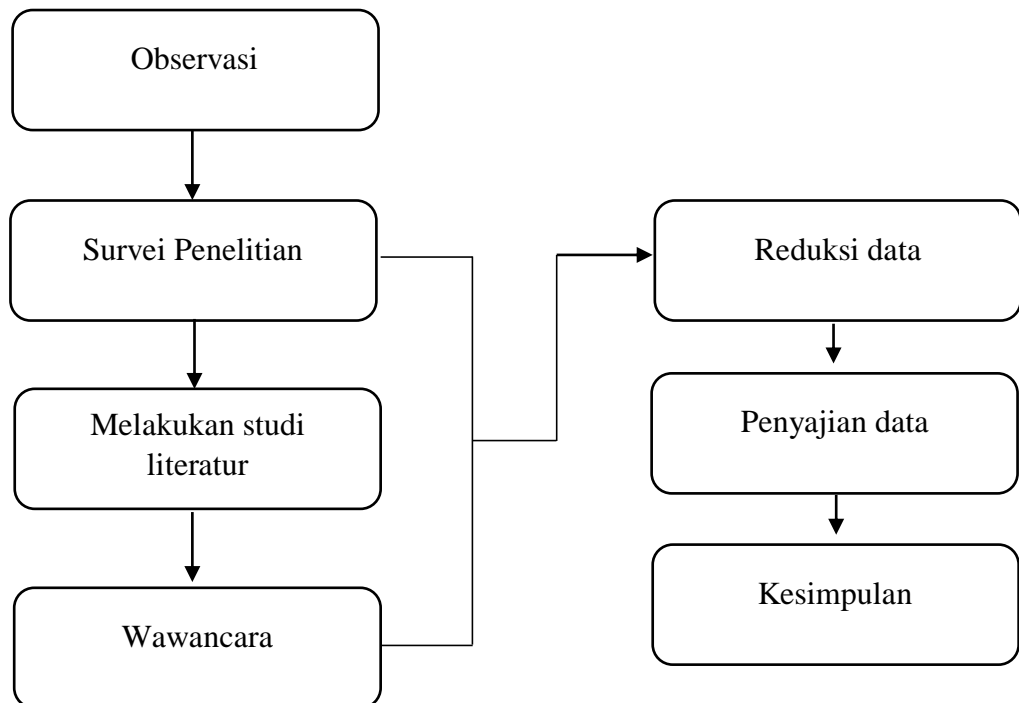 Observasi
Survei Penelitian
Melakukan studi
literatur
Wawancara
Reduksi data
Penyajian data
Kesimpulan